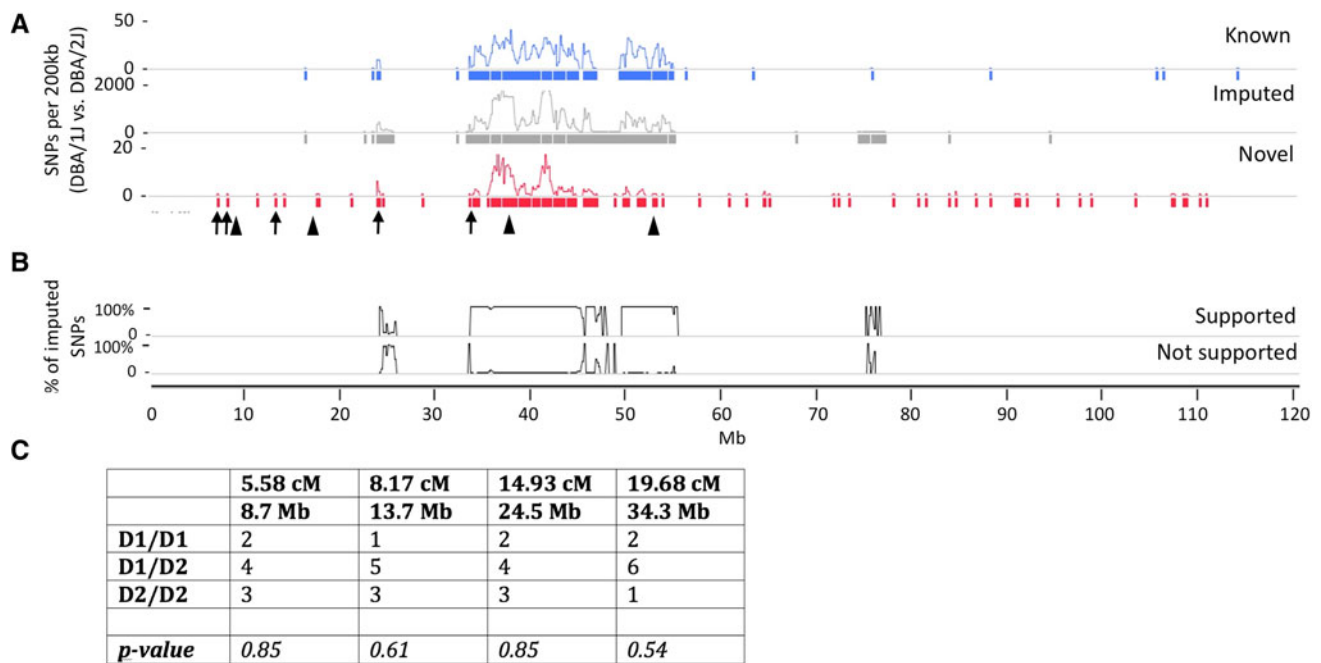 A
SNPs per 200kb
(DBA/1J vs. DBA/2J)
50
0
Known
2000
0
Imputed
20
0
Novel
B
% of imputed
SNPs
100%
0
Supported
100%
0
Not supported
0 10 20 30 40 50 60 70 80 90 100 110 120
Mb
C
5.58 cM 8.17 cM 14.93 cM 19.68 cM
8.7 Mb 13.7 Mb 24.5 Mb 34.3 Mb
D1/D1 2 1 2 2
D1/D2 4 5 4 6
D2/D2 3 3 3 1
p-value 0.85 0.61 0.85 0.54